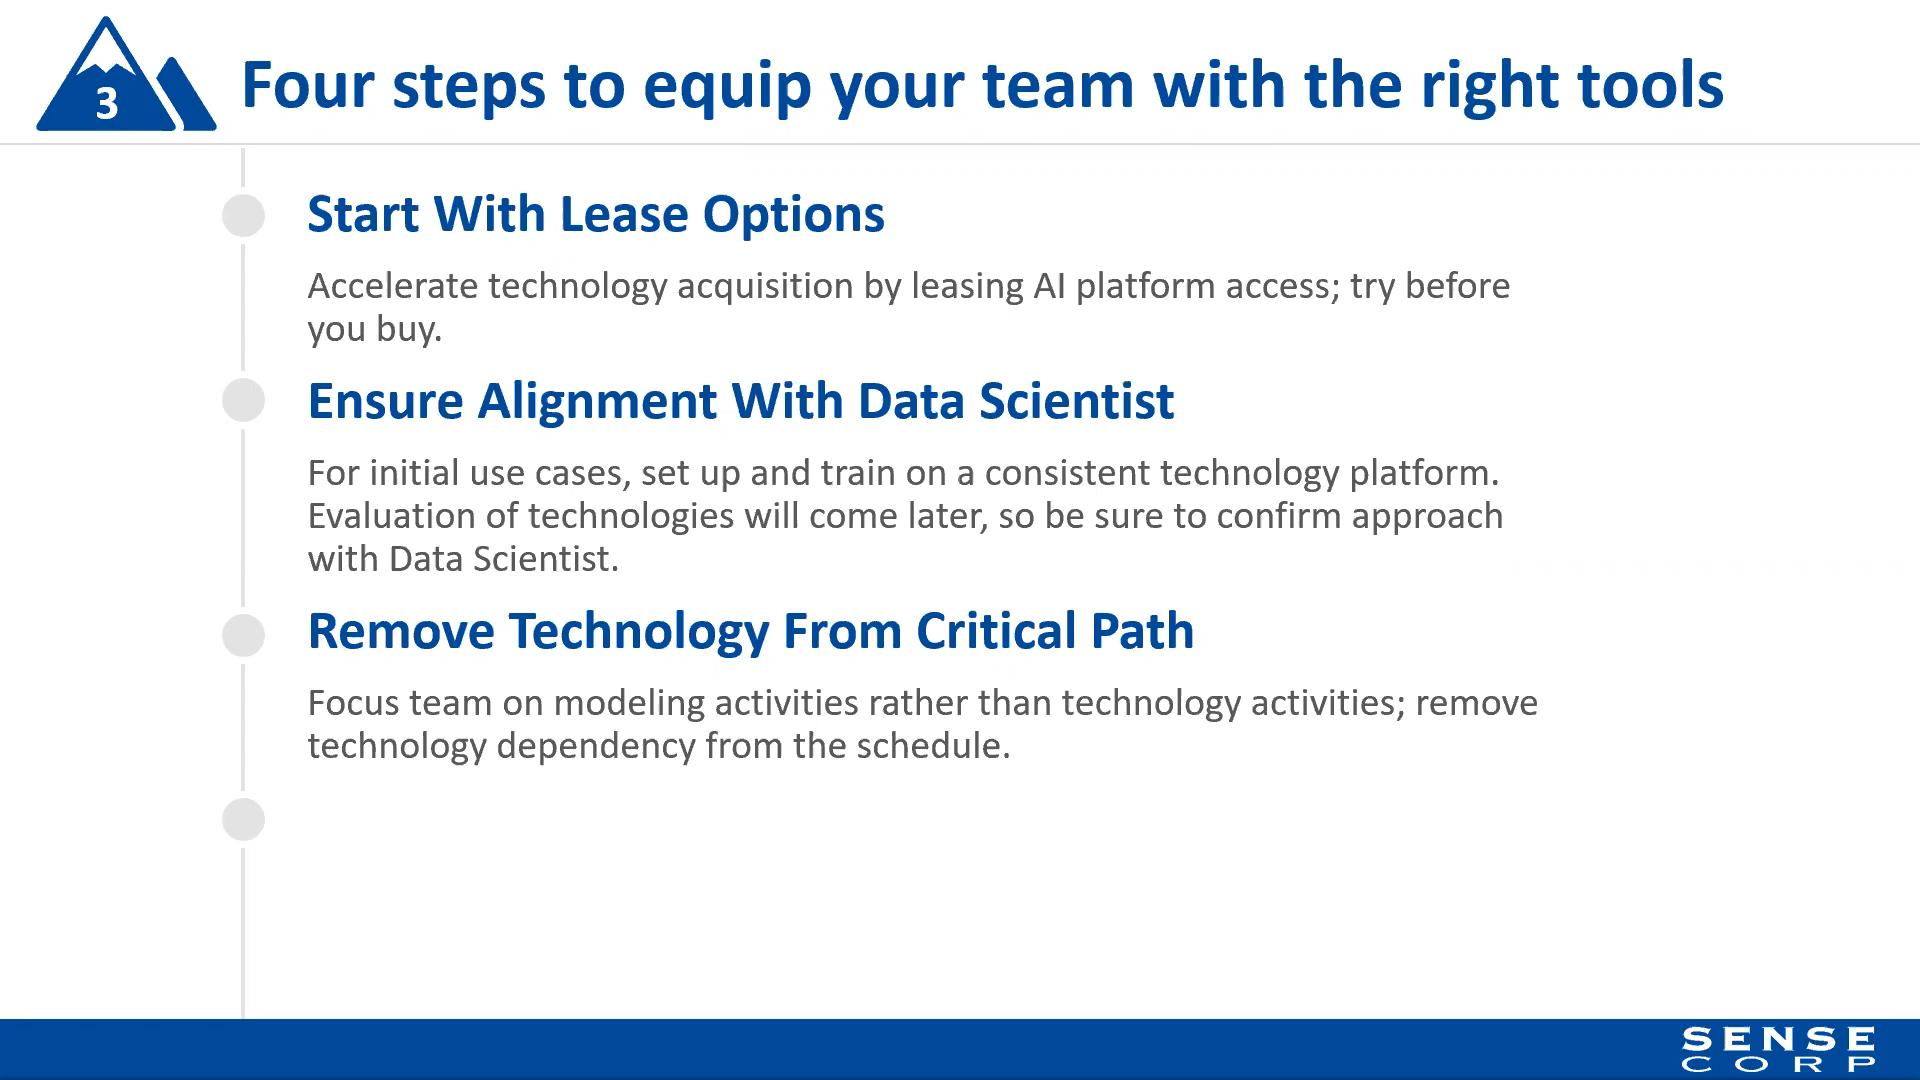 3
Four steps to equip your team with the right tools
Start With Lease Options
Accelerate technology acquisition by leasing AI platform access; try before
you buy.
Ensure Alignment With Data Scientist
For initial use cases, set up and train on a consistent technology platform.
Evaluation of technologies will come later, so be sure to confirm approach
with Data Scientist.
Remove Technology From Critical Path
Focus team on modeling activities rather than technology activities; remove
technology dependency from the schedule.
SENSE
CORP